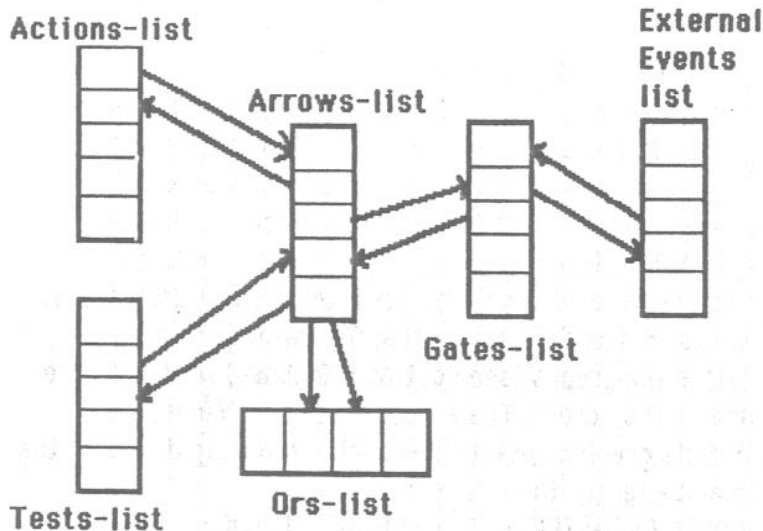 Actions-list
External
Events
list
Arrows-list
Gates-list
Tests-list
Ors-list